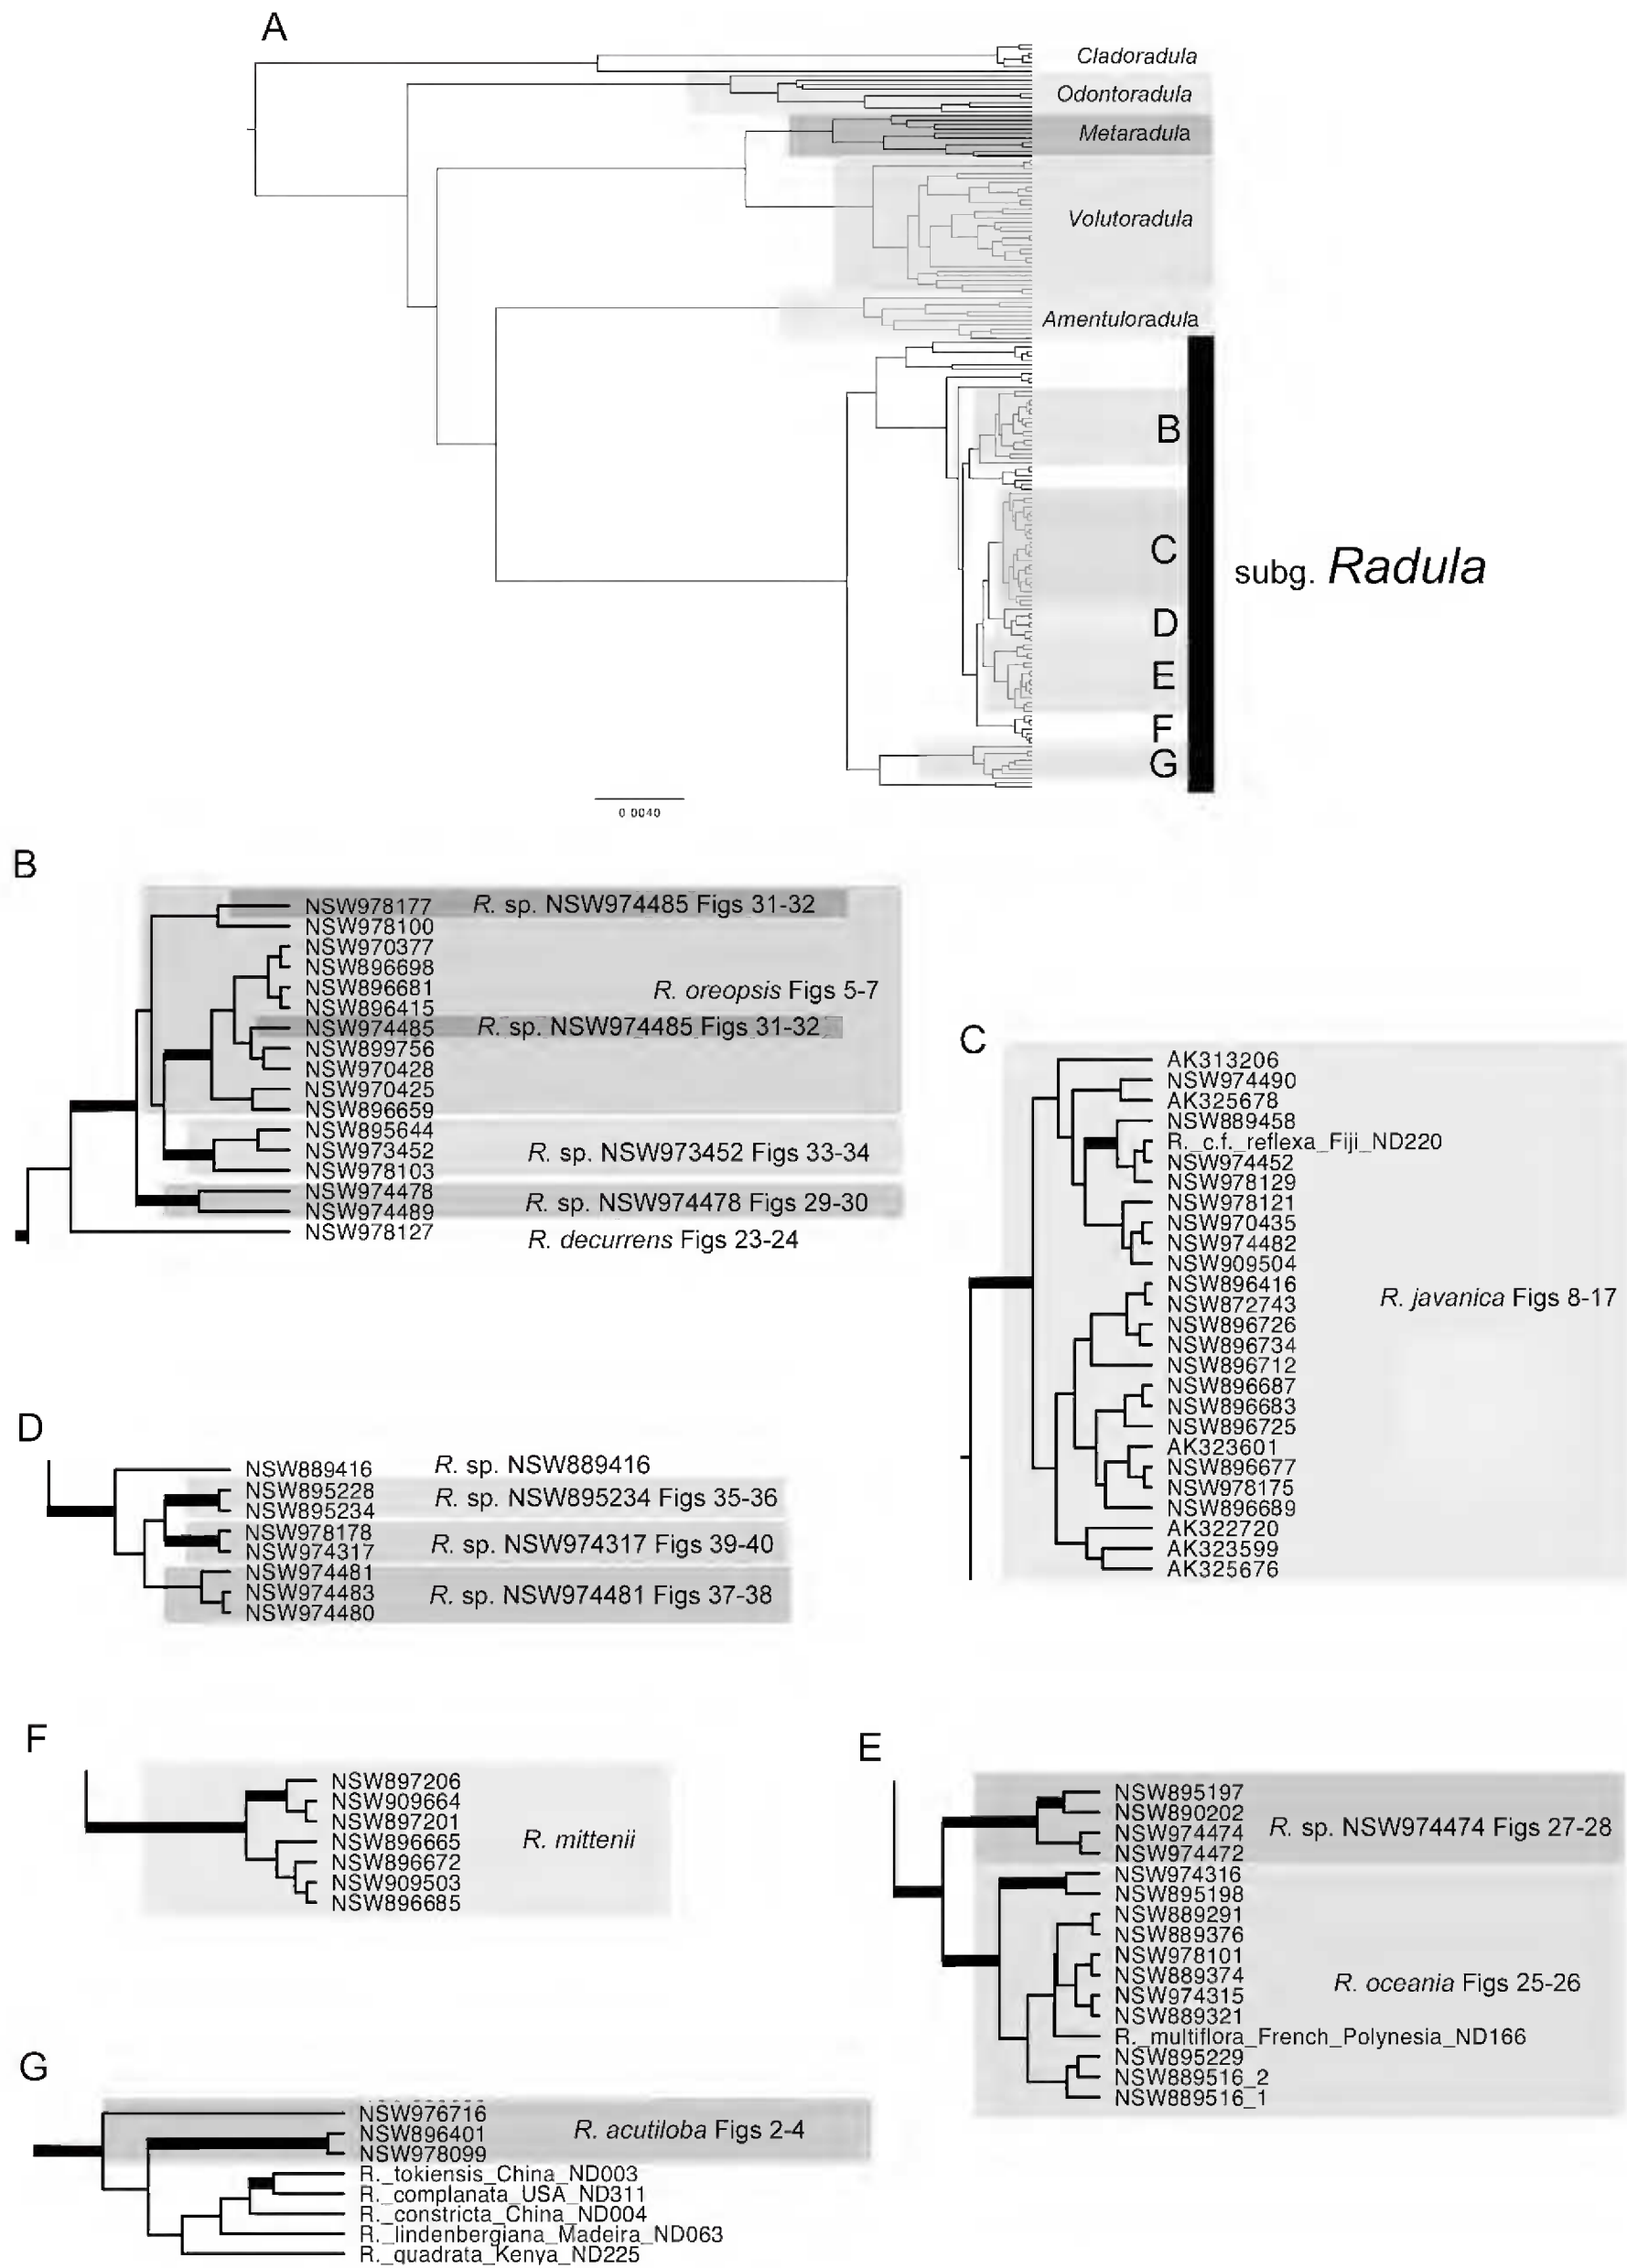 A
Cladoradula
Odontoradula
Metaradula
Volutoradula
Amentuloradula
B
C
D
E
F
G
subg. Radula
0.0040
B
NSW978177 R. sp. NSW974485 Figs 31-32
NSW978100
NSW970377
NSW896698
NSW896681
R. oreopsis Figs 5-7
NSW896415
NSW974485 R. sp. NSW974485 Figs 31-32
NSW899756
NSW970428
NSW970425
NSW896659
NSW895644
NSW973452 R. sp. NSW973452 Figs 33-34
NSW978103
NSW974478
R. sp. NSW974478 Figs 29-30
NSW974489
NSW978127
R. decurrens Figs 23-24
C
AK313206
NSW974490
AK325678
NSW889458
R._c.f._reflexa_Fiji_ND220
NSW974452
NSW978129
NSW978121
NSW970435
NSW974482
NSW909504
NSW896416
R. javanica Figs 8-17
NSW872743
NSW896726
NSW896734
NSW896712
NSW896687
NSW896683
NSW896725
AK323601
NSW896677
NSW978175
NSW896689
AK322720
AK323599
AK325676
D
NSW889416 R. sp. NSW889416
NSW895228
R. sp. NSW895234 Figs 35-36
NSW895234
NSW978178
R. sp. NSW974317 Figs 39-40
NSW974317
NSW974481
NSW974483 R. sp. NSW974481 Figs 37-38
NSW974480
F
NSW897206
NSW909664
NSW897201
NSW896665 R. mittenii
NSW896672
NSW909503
NSW896685
E
NSW895197
NSW890202
NSW974474 R. sp. NSW974474 Figs 27-28
NSW974472
NSW974316
NSW895198
NSW889291
NSW889376
NSW978101
NSW889374
R. oceania Figs 25-26
NSW974315
NSW889321
R._multiflora_French_Polynesia_ND166
NSW895229
NSW889516_2
NSW889516_1
G
NSW976716
R. acutiloba Figs 2-4
NSW896401
NSW978099
R._tokiensis_China_ND003
R._complanata_USA_ND311
R._constricta_China_ND004
R._lindenbergiana_Madeira_ND063
R._quadrata_Kenya_ND225